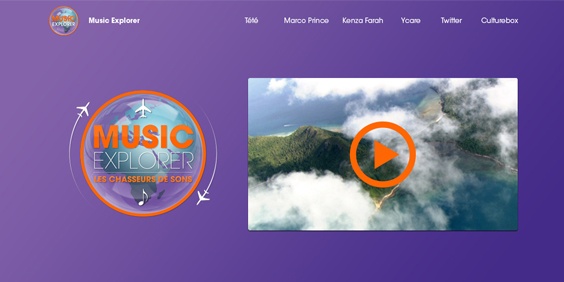 MUSIC
EXPLORER
Music Explorer
Tété
Marco Prince
Kenza Farah
Ycare
Twitter
Culturebox
MUSIC
EXPLORER
LES CHASSEURS DE SONS